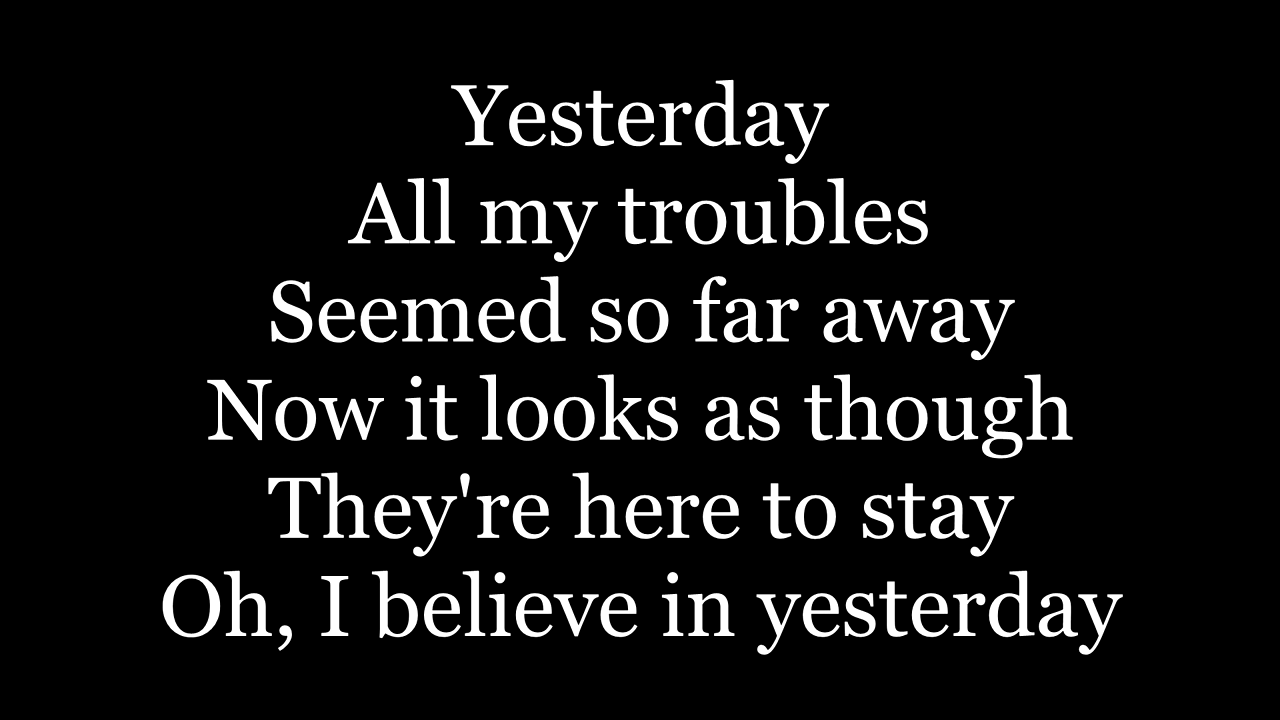 Yesterday
All my troubles
Seemed so far away
Now it looks as though
They're here to stay
Oh, I believe in yesterday